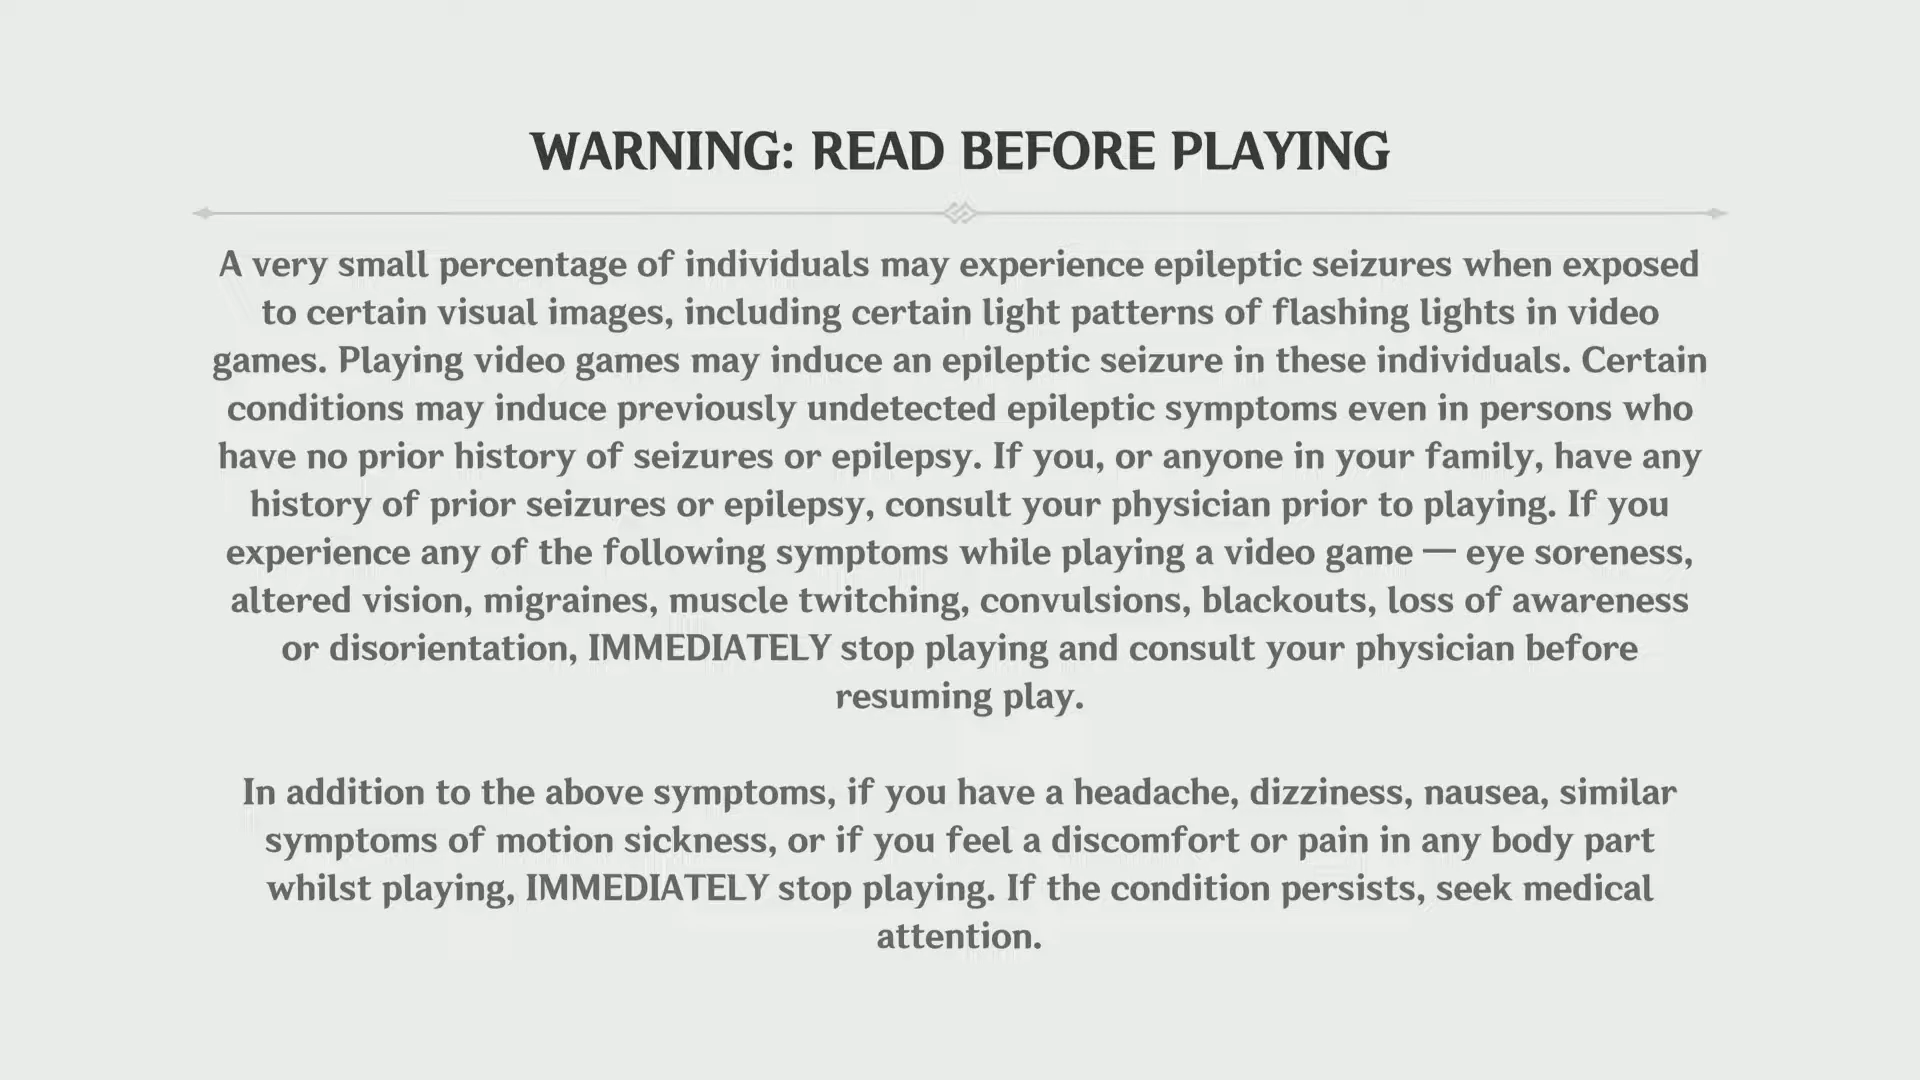 WARNING: READ BEFORE PLAYING
A very small percentage of individuals may experience epileptic seizures when exposed
to certain visual images, including certain light patterns of flashing lights in video
games. Playing video games may induce an epileptic seizure in these individuals. Certain
conditions may induce previously undetected epileptic symptoms even in persons who
have no prior history of seizures or epilepsy. If you, or anyone in your family, have any
history of prior seizures or epilepsy, consult your physician prior to playing. If you
experience any of the following symptoms while playing a video game — eye soreness,
altered vision, migraines, muscle twitching, convulsions, blackouts, loss of awareness
or disorientation, IMMEDIATELY stop playing and consult your physician before
resuming play.
In addition to the above symptoms, if you have a headache, dizziness, nausea, similar
symptoms of motion sickness, or if you feel a discomfort or pain in any body part
whilst playing, IMMEDIATELY stop playing. If the condition persists, seek medical
attention.